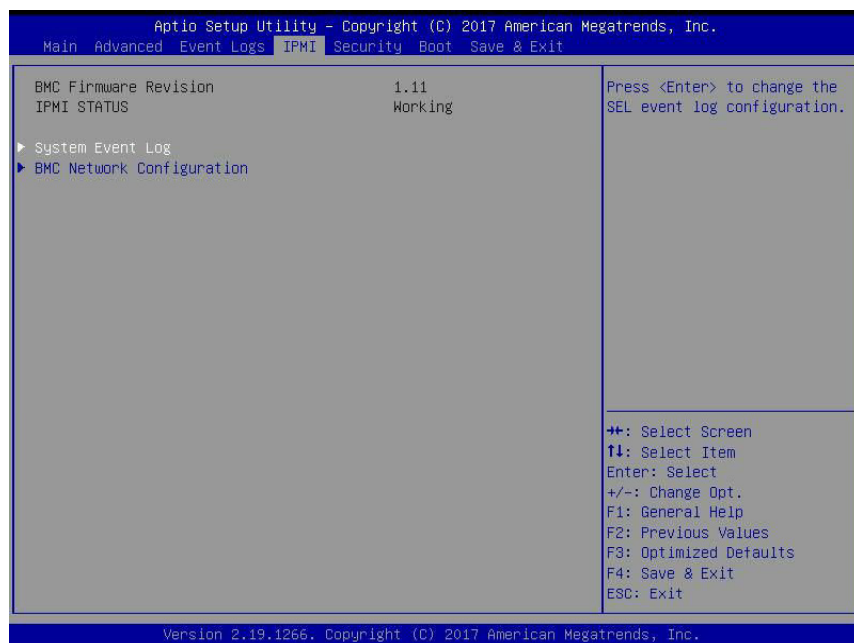 Aptio Setup Utility – Copyright (C) 2017 American Megatrends, Inc.
Main Advanced Event Logs IPMI Security Boot Save & Exit
BMC Firmware Revision 1.11
IPMI STATUS Working
System Event Log
BMC Network Configuration
Press <Enter> to change the
SEL event log configuration.
→←: Select Screen
↑↓: Select Item
Enter: Select
+/-: Change Opt.
F1: General Help
F2: Previous Values
F3: Optimized Defaults
F4: Save & Exit
ESC: Exit
Version 2.19.1266. Copyright (C) 2017 American Megatrends, Inc.